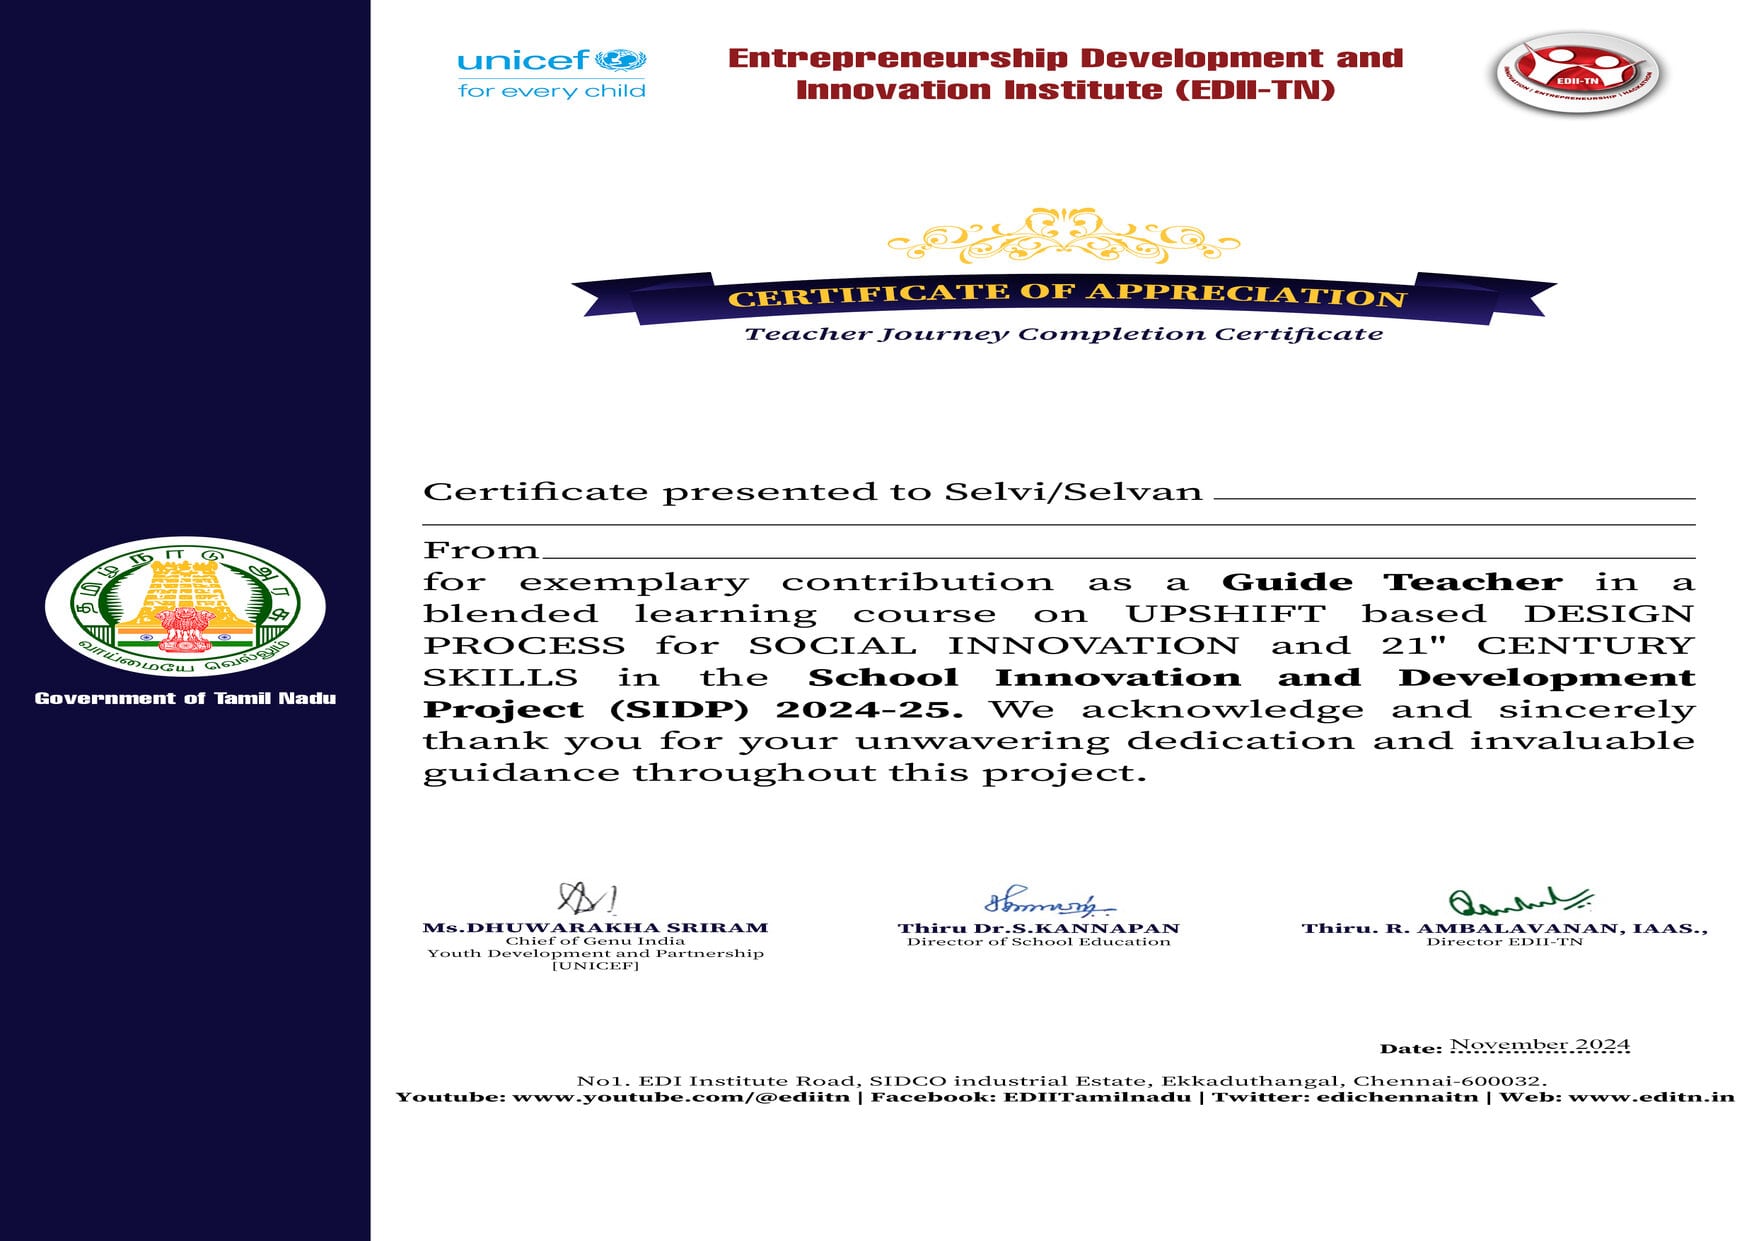 unicef
for every child
Entrepreneurship Development and
Innovation Institute (EDII-TN)
EDII-TN
INNOVATION / ENTREPRENEURSHIP | HACKATHON
CERTIFICATE OF APPRECIATION
Teacher Journey Completion Certificate
Certificate presented to Selvi/Selvan
From
for exemplary contribution as a Guide Teacher in a
blended learning course on UPSHIFT based DESIGN
PROCESS for SOCIAL INNOVATION and 21" CENTURY
SKILLS in the School Innovation and Development
Project (SIDP) 2024-25. We acknowledge and sincerely
thank you for your unwavering dedication and invaluable
guidance throughout this project.
தமிழ்நாடு அரசு
வாய்மையே வெல்லும்
Government of Tamil Nadu
Ms.DHUWARAKHA SRIRAM
Chief of Genu India
Youth Development and Partnership
[UNICEF]
Thiru Dr.S.KANNAPAN
Director of School Education
Thiru. R. AMBALAVANAN, IAAS.,
Director EDII-TN
Date: November 2024
No1. EDI Institute Road, SIDCO industrial Estate, Ekkaduthangal, Chennai-600032.
Youtube: www.youtube.com/@ediitn | Facebook: EDIITamilnadu | Twitter: edichennaitn | Web: www.editn.in